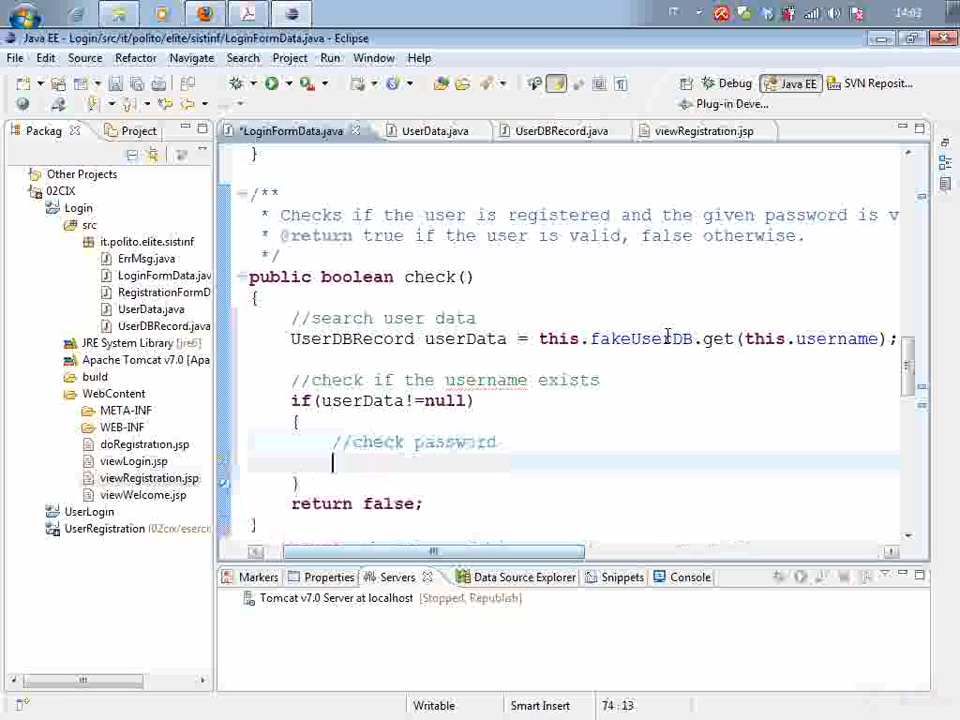 IT
14:03
Java EE - Login/src/it/polito/elite/sistinf/LoginFormData.java - Eclipse
File Edit Source Refactor Navigate Search Project Run Window Help
Debug Java EE SVN Reposit...
Plug-in Deve...
Packag Project
*LoginFormData.java UserData.java UserDBRecord.java viewRegistration.jsp
Other Projects
02CIX
Login
src
it.polito.elite.sistinf
ErrMsg.java
LoginFormData.jav
RegistrationFormD
UserData.java
UserDBRecord.java
JRE System Library [
Apache Tomcat v7.0 [Ap
build
WebContent
META-INF
WEB-INF
doRegistration.jsp
viewLogin.jsp
viewRegistration.jsp
viewWelcome.jsp
UserLogin
UserRegistration (02cix/eserci
}
/**
* Checks if the user is registered and the given password is v
* @return true if the user is valid, false otherwise.
*/
public boolean check()
{
//search user data
UserDBRecord userData = this.fakeUserDB.get(this.username);
//check if the username exists
if(userData!=null)
{
//check password
}
return false;
}
Markers Properties Servers Data Source Explorer Snippets Console
Tomcat v7.0 Server at localhost [Stopped, Republish]
Writable Smart Insert 74 : 13